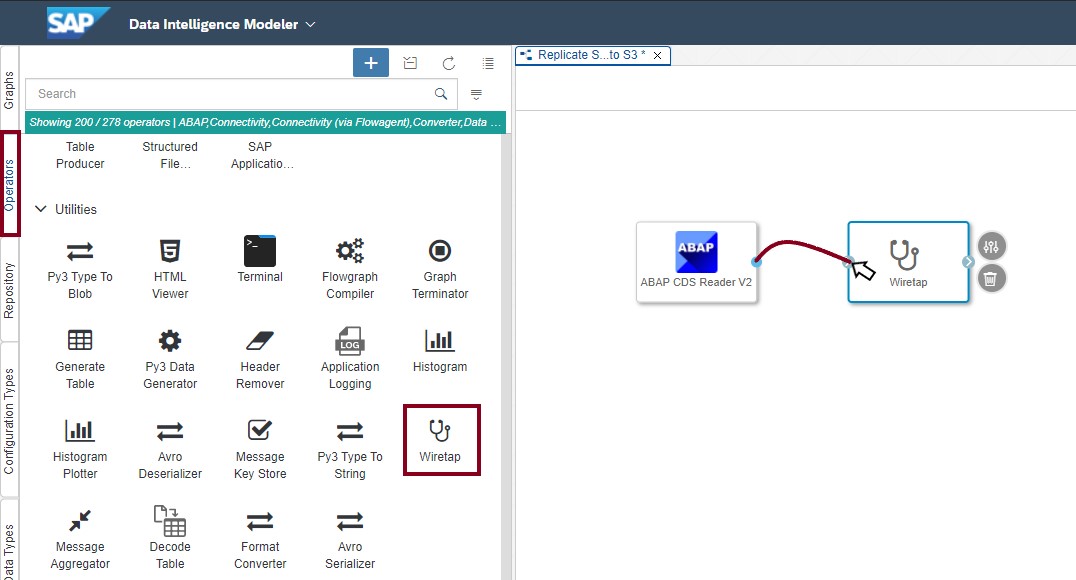 SAP Data Intelligence Modeler
Graphs
Operators
Repository
Configuration Types
Data Types
+
Search
Showing 200 / 278 operators | ABAP,Connectivity,Connectivity (via Flowagent),Converter,Data ...
Table
Producer
Structured
File...
SAP
Applicatio...
Utilities
Py3 Type To
Blob
HTML
Viewer
>_
Terminal
Flowgraph
Compiler
Graph
Terminator
Generate
Table
Py3 Data
Generator
Header
Remover
LOG
Application
Logging
Histogram
Histogram
Plotter
Avro
Deserializer
Message
Key Store
Py3 Type To
String
Wiretap
Message
Aggregator
Decode
Table
Format
Converter
Avro
Serializer
Replicate S...to S3 *
ABAP
ABAP CDS Reader V2
Wiretap